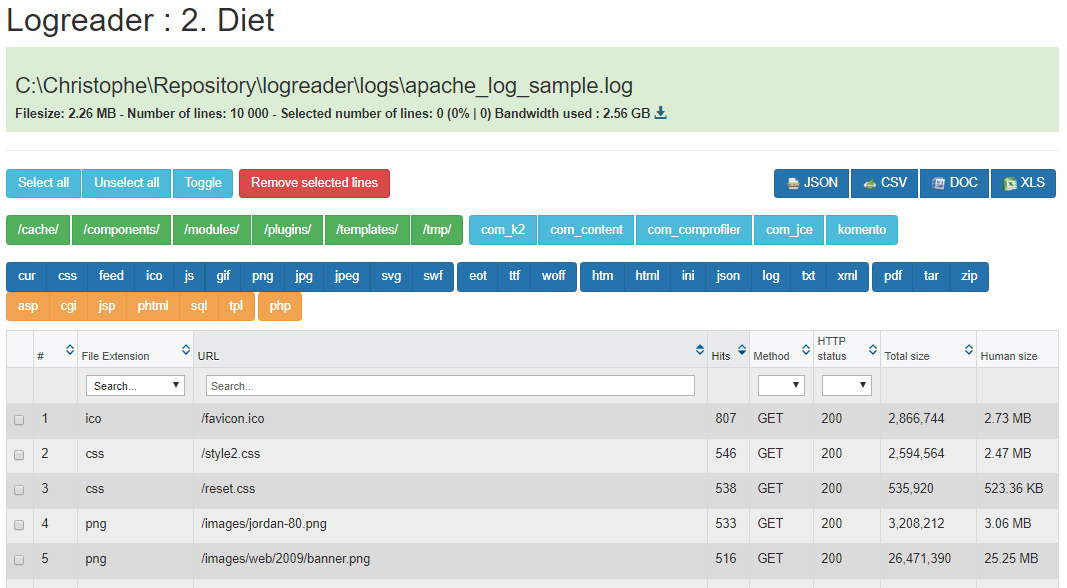 Logreader : 2. Diet
C:\Christophe\Repository\logreader\logs\apache_log_sample.log
Filesize: 2.26 MB - Number of lines: 10 000 - Selected number of lines: 0 (0% | 0) Bandwidth used : 2.56 GB
Select all Unselect all Toggle Remove selected lines JSON CSV DOC XLS
/cache/ /components/ /modules/ /plugins/ /templates/ /tmp/ com_k2 com_content com_comprofiler com_jce komento
cur css feed ico js gif png jpg jpeg svg swf eot ttf woff htm html ini json log txt xml pdf tar zip
asp cgi jsp phtml sql tpl php
# File Extension URL Hits Method HTTP status Total size Human size
Search... Search...
1 ico /favicon.ico 807 GET 200 2,866,744 2.73 MB
2 css /style2.css 546 GET 200 2,594,564 2.47 MB
3 css /reset.css 538 GET 200 535,920 523.36 KB
4 png /images/jordan-80.png 533 GET 200 3,208,212 3.06 MB
5 png /images/web/2009/banner.png 516 GET 200 26,471,390 25.25 MB